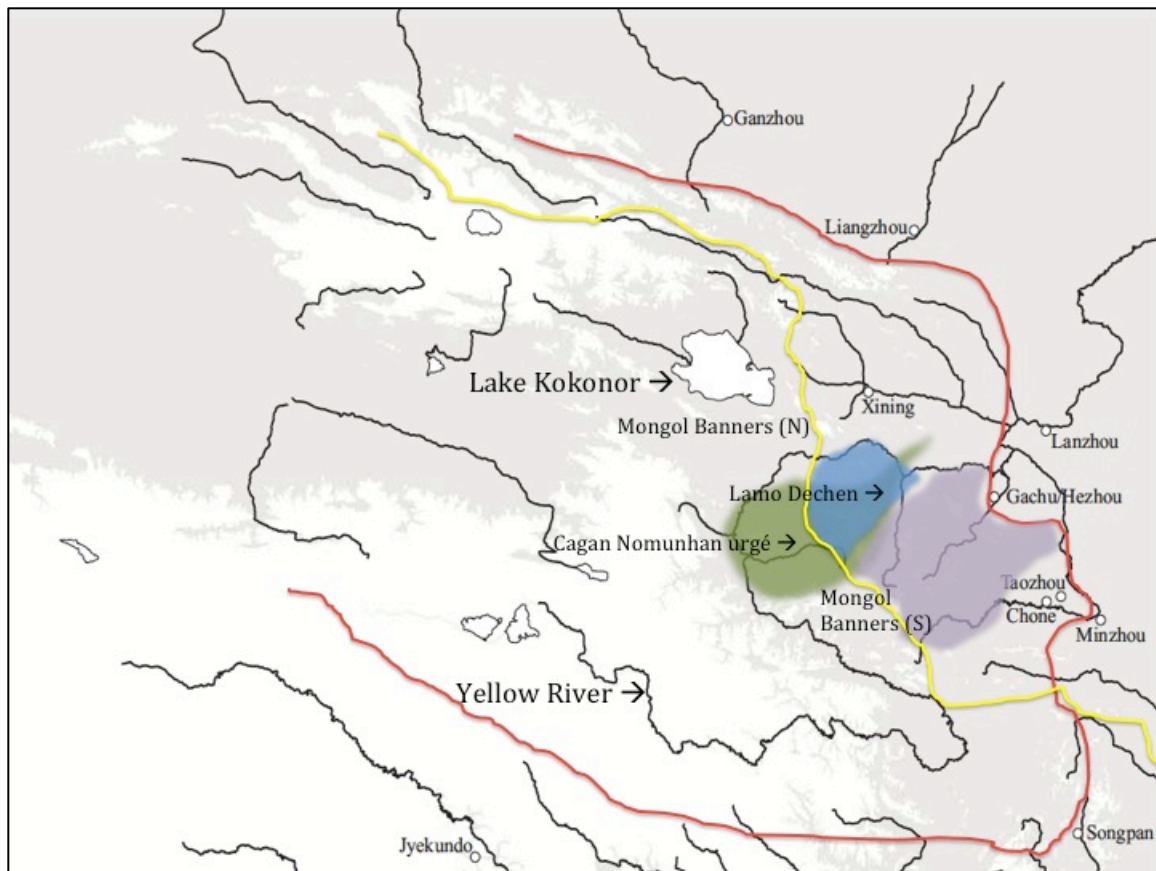 Ganzhou
Liangzhou
Lake Kokonor →
Xining
Mongol Banners (N)
Lanzhou
Lamo Dechen →
Gachu/Hezhou
Cagan Nomunhan urgé →
Taozhou
Mongol
Banners (S)
Chone
Minzhou
Yellow River →
Songpan
Jyekundo